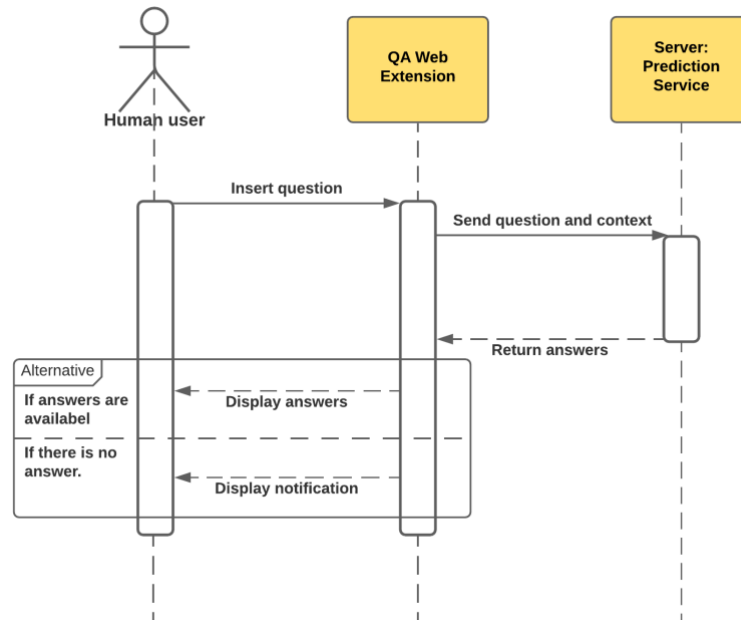 Human user
QA Web
Extension
Server:
Prediction
Service
Insert question
Send question and context
Return answers
Alternative
If answers are
availabel
Display answers
If there is no
answer.
Display notification